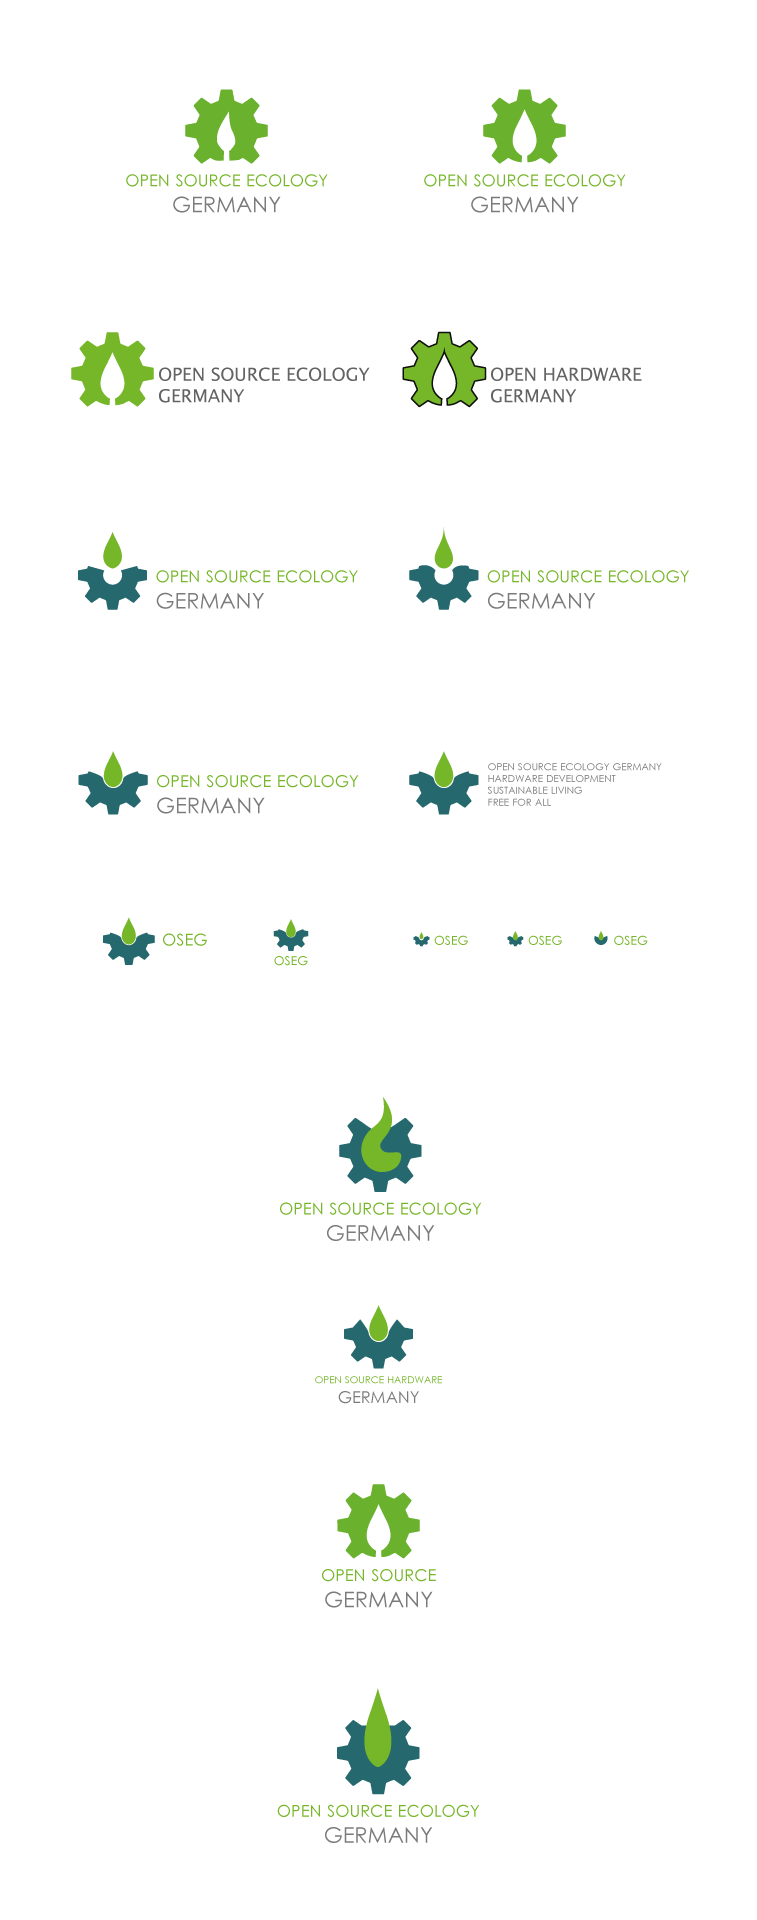 OPEN SOURCE ECOLOGY
GERMANY
OPEN SOURCE ECOLOGY
GERMANY
OPEN SOURCE ECOLOGY
GERMANY
OPEN HARDWARE
GERMANY
OPEN SOURCE ECOLOGY
GERMANY
OPEN SOURCE ECOLOGY
GERMANY
OPEN SOURCE ECOLOGY
GERMANY
OPEN SOURCE ECOLOGY GERMANY
HARDWARE DEVELOPMENT
SUSTAINABLE LIVING
FREE FOR ALL
OSEG
OSEG
OSEG
OSEG
OSEG
OPEN SOURCE ECOLOGY
GERMANY
OPEN SOURCE HARDWARE
GERMANY
OPEN SOURCE
GERMANY
OPEN SOURCE ECOLOGY
GERMANY